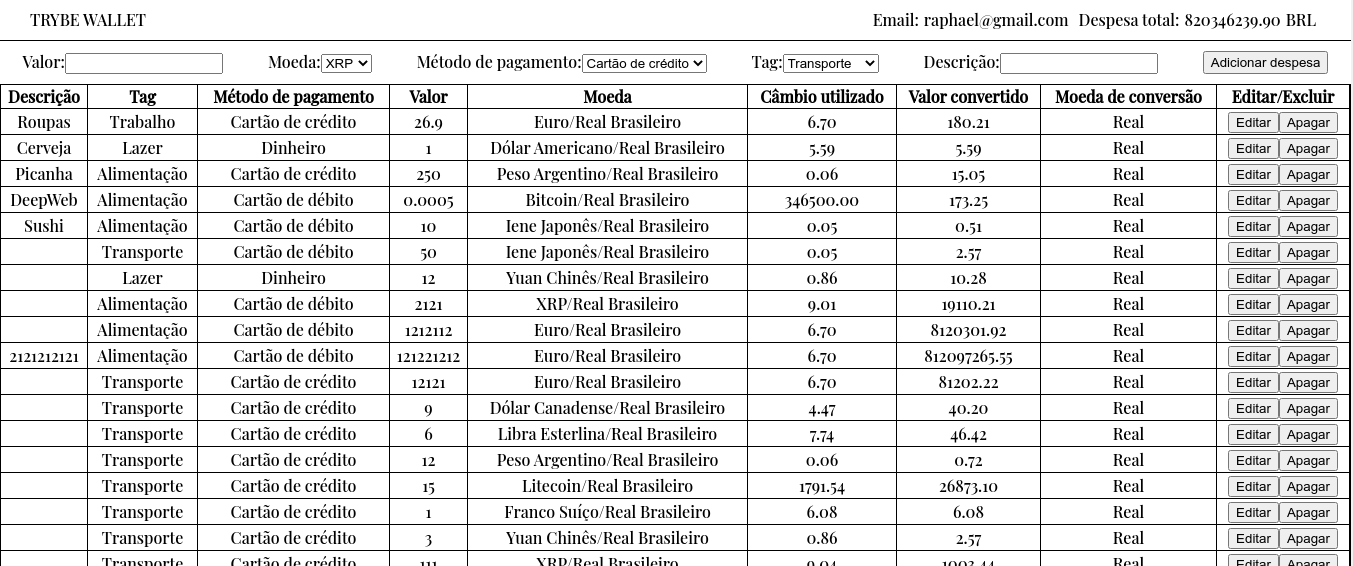 TRYBE WALLET Email: raphael@gmail.com Despesa total: 820346239.90 BRL
Valor: Moeda: XRP Método de pagamento: Cartão de crédito Tag: Transporte Descrição: Adicionar despesa
Descrição Tag Método de pagamento Valor Moeda Câmbio utilizado Valor convertido Moeda de conversão Editar/Excluir
Roupas Trabalho Cartão de crédito 26.9 Euro/Real Brasileiro 6.70 180.21 Real Editar Apagar
Cerveja Lazer Dinheiro 1 Dólar Americano/Real Brasileiro 5.59 5.59 Real Editar Apagar
Picanha Alimentação Cartão de crédito 250 Peso Argentino/Real Brasileiro 0.06 15.05 Real Editar Apagar
DeepWeb Alimentação Cartão de débito 0.0005 Bitcoin/Real Brasileiro 346500.00 173.25 Real Editar Apagar
Sushi Alimentação Cartão de débito 10 Iene Japonês/Real Brasileiro 0.05 0.51 Real Editar Apagar
Transporte Cartão de débito 50 Iene Japonês/Real Brasileiro 0.05 2.57 Real Editar Apagar
Lazer Dinheiro 12 Yuan Chinês/Real Brasileiro 0.86 10.28 Real Editar Apagar
Alimentação Cartão de débito 2121 XRP/Real Brasileiro 9.01 19110.21 Real Editar Apagar
Alimentação Cartão de débito 1212112 Euro/Real Brasileiro 6.70 8120301.92 Real Editar Apagar
2121212121 Alimentação Cartão de débito 121221212 Euro/Real Brasileiro 6.70 812097265.55 Real Editar Apagar
Transporte Cartão de crédito 12121 Euro/Real Brasileiro 6.70 81202.22 Real Editar Apagar
Transporte Cartão de crédito 9 Dólar Canadense/Real Brasileiro 4.47 40.20 Real Editar Apagar
Transporte Cartão de crédito 6 Libra Esterlina/Real Brasileiro 7.74 46.42 Real Editar Apagar
Transporte Cartão de crédito 12 Peso Argentino/Real Brasileiro 0.06 0.72 Real Editar Apagar
Transporte Cartão de crédito 15 Litecoin/Real Brasileiro 1791.54 26873.10 Real Editar Apagar
Transporte Cartão de crédito 1 Franco Suíço/Real Brasileiro 6.08 6.08 Real Editar Apagar
Transporte Cartão de crédito 3 Yuan Chinês/Real Brasileiro 0.86 2.57 Real Editar Apagar
Transporte Cartão de crédito 111 XRP/Real Brasileiro 9.04 1003.44 Real Editar Apagar